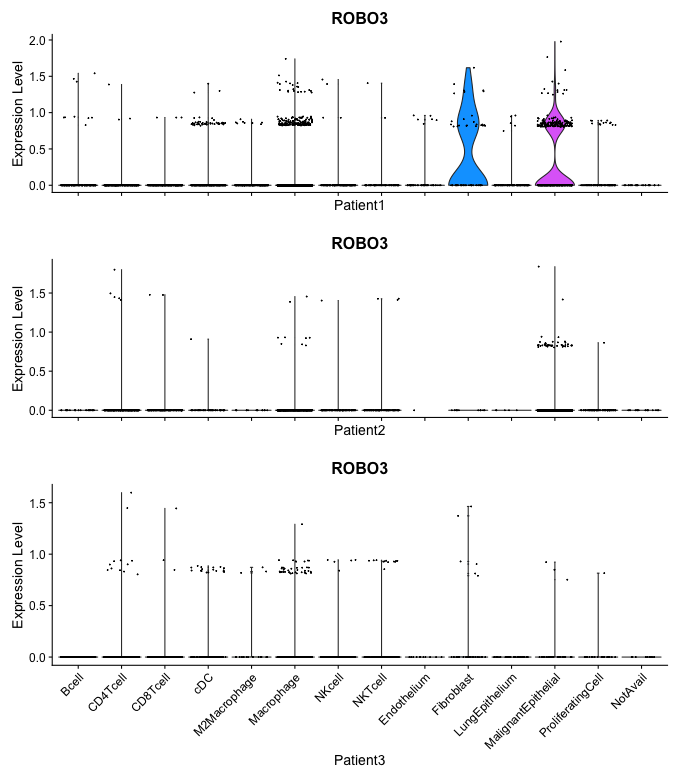 ROBO3
Expression Level
2.0
1.5
1.0
0.5
0.0
Patient1
ROBO3
Expression Level
1.5
1.0
0.5
0.0
Patient2
ROBO3
Expression Level
1.5
1.0
0.5
0.0
Bcell
CD4Tcell
CD8Tcell
cDC
M2Macrophage
Macrophage
NKcell
NKTcell
Endothelium
Fibroblast
LungEpithelium
MalignantEpithelial
ProliferatingCell
NotAvail
Patient3